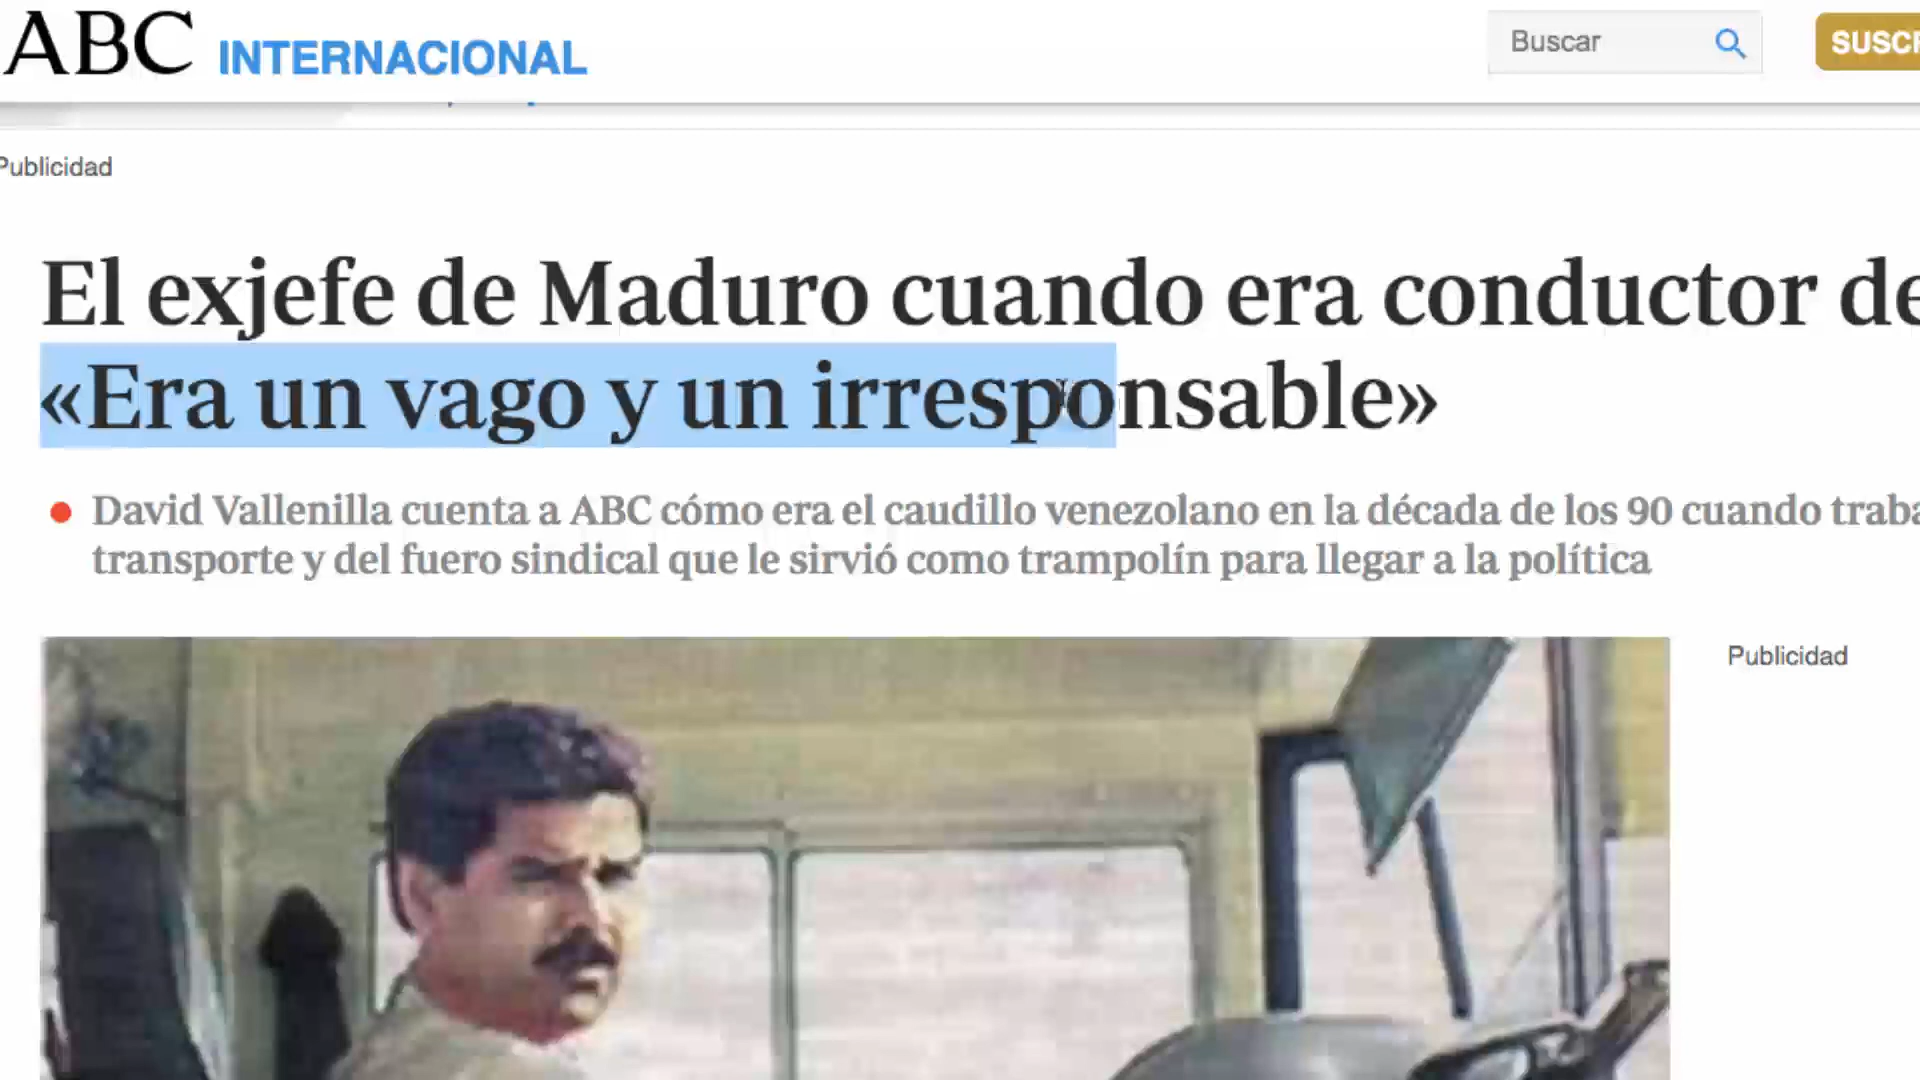 ABC INTERNACIONAL
Buscar
Publicidad
El exjefe de Maduro cuando era conductor de
«Era un vago y un irresponsable»
David Vallenilla cuenta a ABC cómo era el caudillo venezolano en la década de los 90 cuando
transporte y del fuero sindical que le sirvió como trampolín para llegar a la política
Publicidad